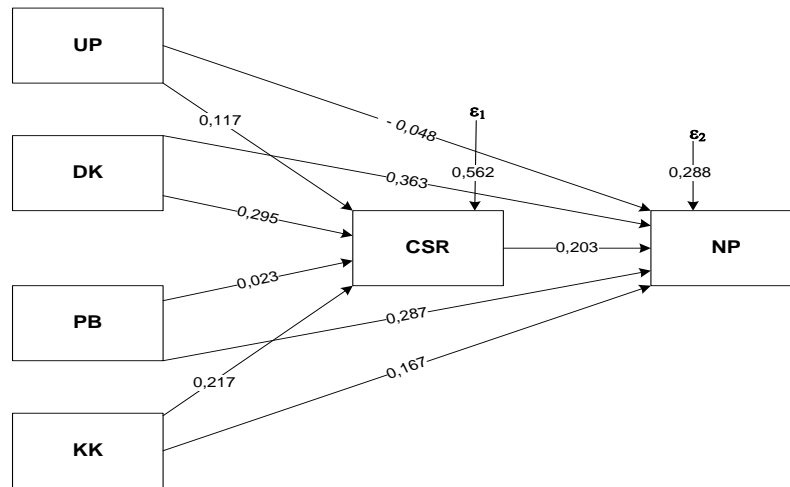 UP
0,117
- 0,048
ε1
ε2
DK
0,363
0,562
0,288
0,295
CSR
0,203
NP
PB
0,023
0,287
0,217
0,167
KK